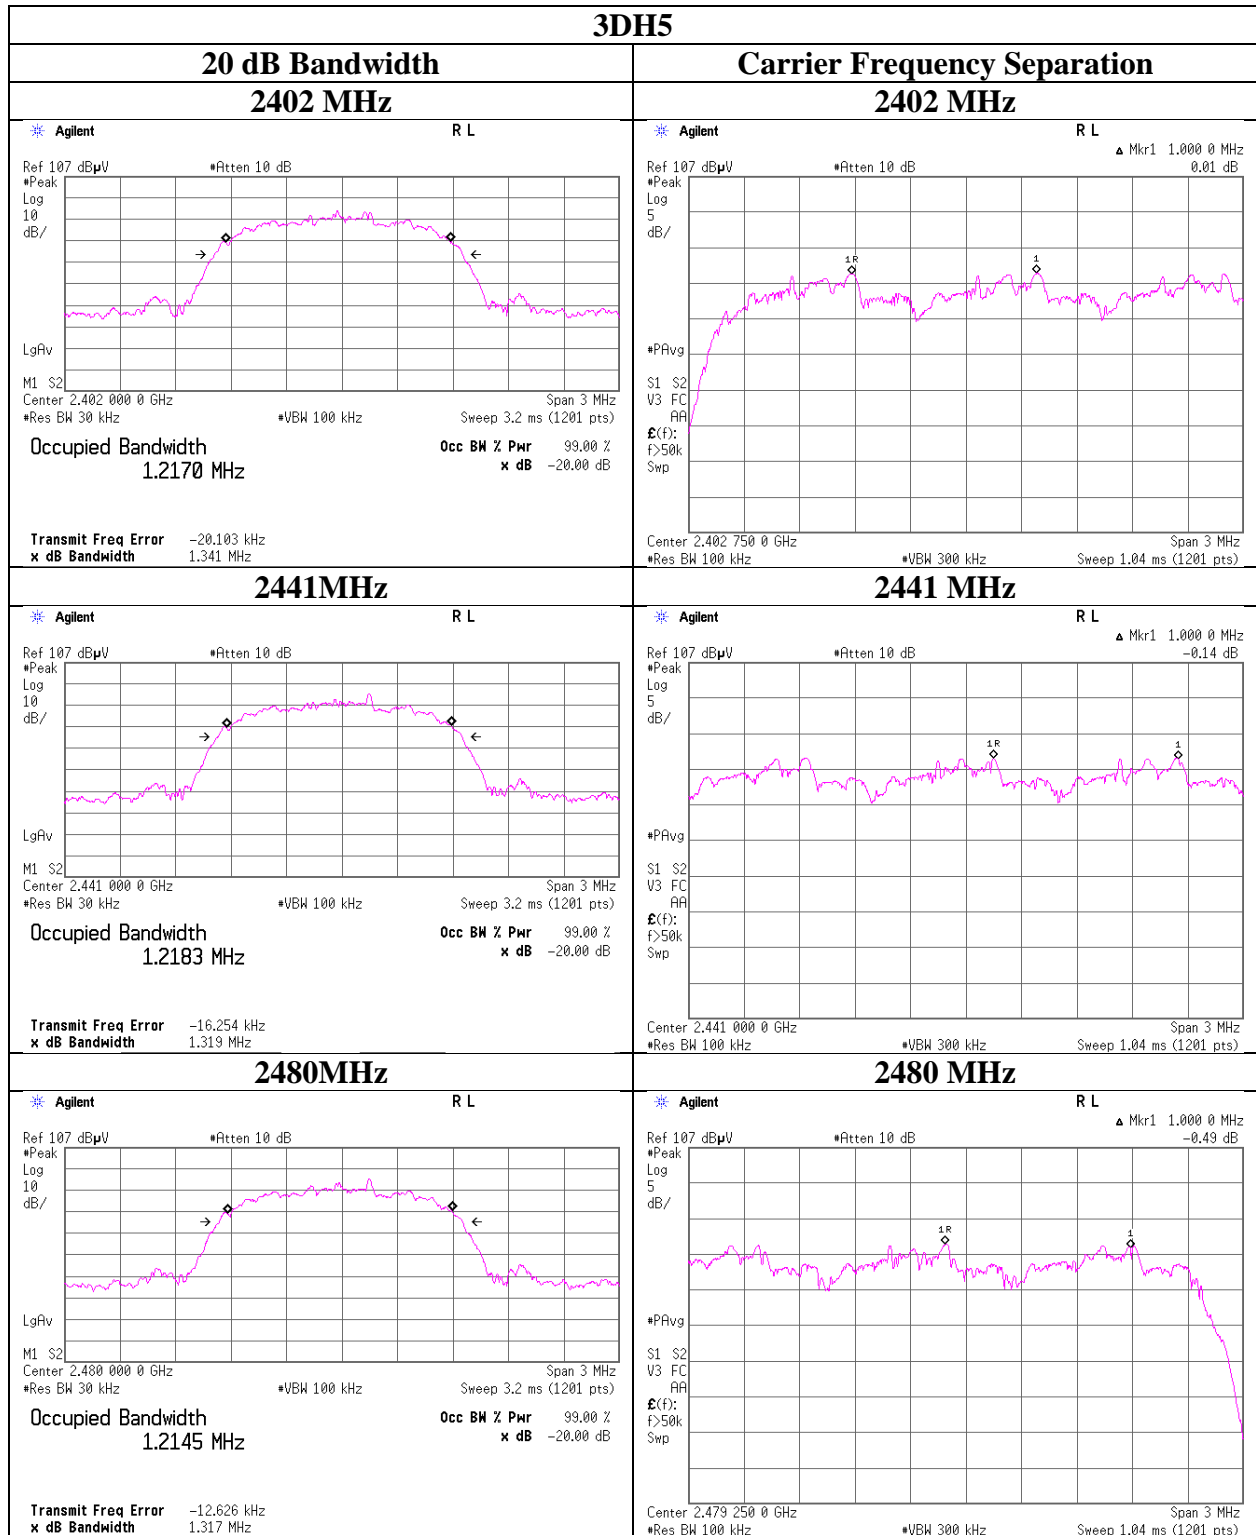 3DH5
20 dB Bandwidth
Carrier Frequency Separation
2402 MHz
2402 MHz
Agilent R L
Ref 107 dBµV #Atten 10 dB
#Peak
Log
10
dB/
LgAv
M1 S2
Center 2.402 000 0 GHz Span 3 MHz
#Res BW 30 kHz #VBW 100 kHz Sweep 3.2 ms (1201 pts)
Occupied Bandwidth Occ BW % Pwr 99.00 %
1.2170 MHz x dB -20.00 dB
Transmit Freq Error -20.103 kHz
x dB Bandwidth 1.341 MHz
Agilent R L
Δ Mkr1 1.000 0 MHz
Ref 107 dBµV #Atten 10 dB 0.01 dB
#Peak
Log
5
dB/
1R 1
#PAvg
S1 S2
V3 FC
AA
£(f):
f>50k
Swp
Center 2.402 750 0 GHz Span 3 MHz
#Res BW 100 kHz #VBW 300 kHz Sweep 1.04 ms (1201 pts)
2441MHz
2441 MHz
Agilent R L
Ref 107 dBµV #Atten 10 dB
#Peak
Log
10
dB/
LgAv
M1 S2
Center 2.441 000 0 GHz Span 3 MHz
#Res BW 30 kHz #VBW 100 kHz Sweep 3.2 ms (1201 pts)
Occupied Bandwidth Occ BW % Pwr 99.00 %
1.2183 MHz x dB -20.00 dB
Transmit Freq Error -16.254 kHz
x dB Bandwidth 1.319 MHz
Agilent R L
Δ Mkr1 1.000 0 MHz
Ref 107 dBµV #Atten 10 dB -0.14 dB
#Peak
Log
5
dB/
1R 1
#PAvg
S1 S2
V3 FC
AA
£(f):
f>50k
Swp
Center 2.441 000 0 GHz Span 3 MHz
#Res BW 100 kHz #VBW 300 kHz Sweep 1.04 ms (1201 pts)
2480MHz
2480 MHz
Agilent R L
Ref 107 dBµV #Atten 10 dB
#Peak
Log
10
dB/
LgAv
M1 S2
Center 2.480 000 0 GHz Span 3 MHz
#Res BW 30 kHz #VBW 100 kHz Sweep 3.2 ms (1201 pts)
Occupied Bandwidth Occ BW % Pwr 99.00 %
1.2145 MHz x dB -20.00 dB
Transmit Freq Error -12.626 kHz
x dB Bandwidth 1.317 MHz
Agilent R L
Δ Mkr1 1.000 0 MHz
Ref 107 dBµV #Atten 10 dB -0.49 dB
#Peak
Log
5
dB/
1R 1
#PAvg
S1 S2
V3 FC
AA
£(f):
f>50k
Swp
Center 2.479 250 0 GHz Span 3 MHz
#Res BW 100 kHz #VBW 300 kHz Sweep 1.04 ms (1201 pts)